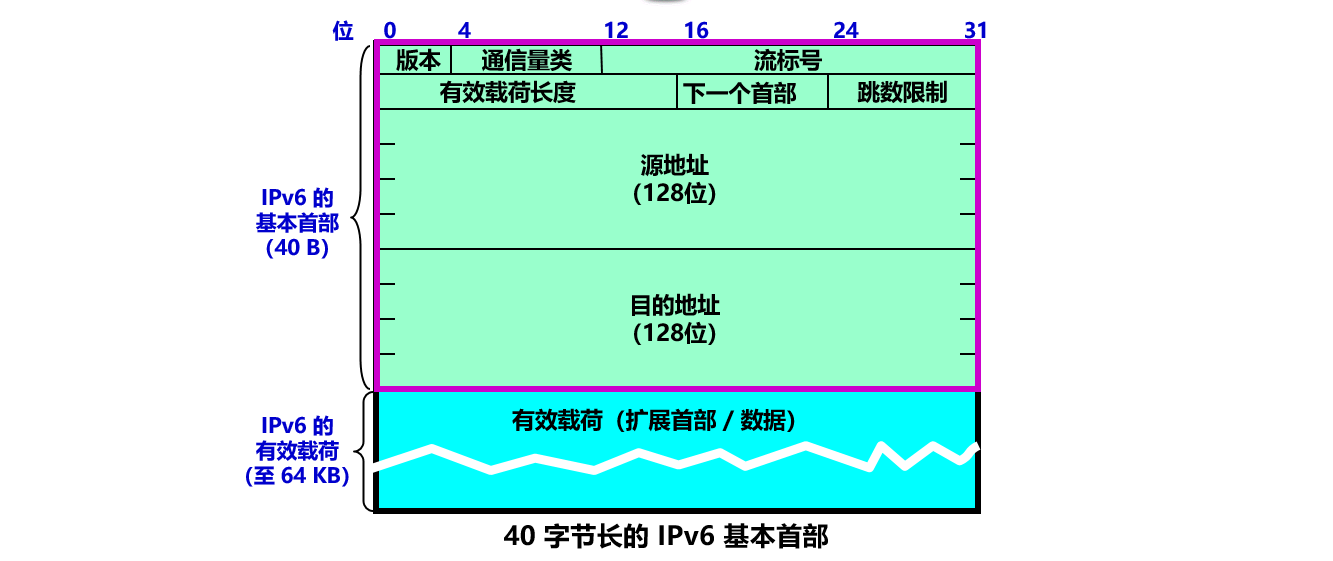 位 0 4 12 16 24 31
版本 通信量类 流标号
有效载荷长度 下一个首部 跳数限制
源地址
(128位)
IPv6 的
基本首部
(40 B)
目的地址
(128位)
有效载荷(扩展首部 / 数据)
IPv6 的
有效载荷
(至 64 KB)
40 字节长的 IPv6 基本首部